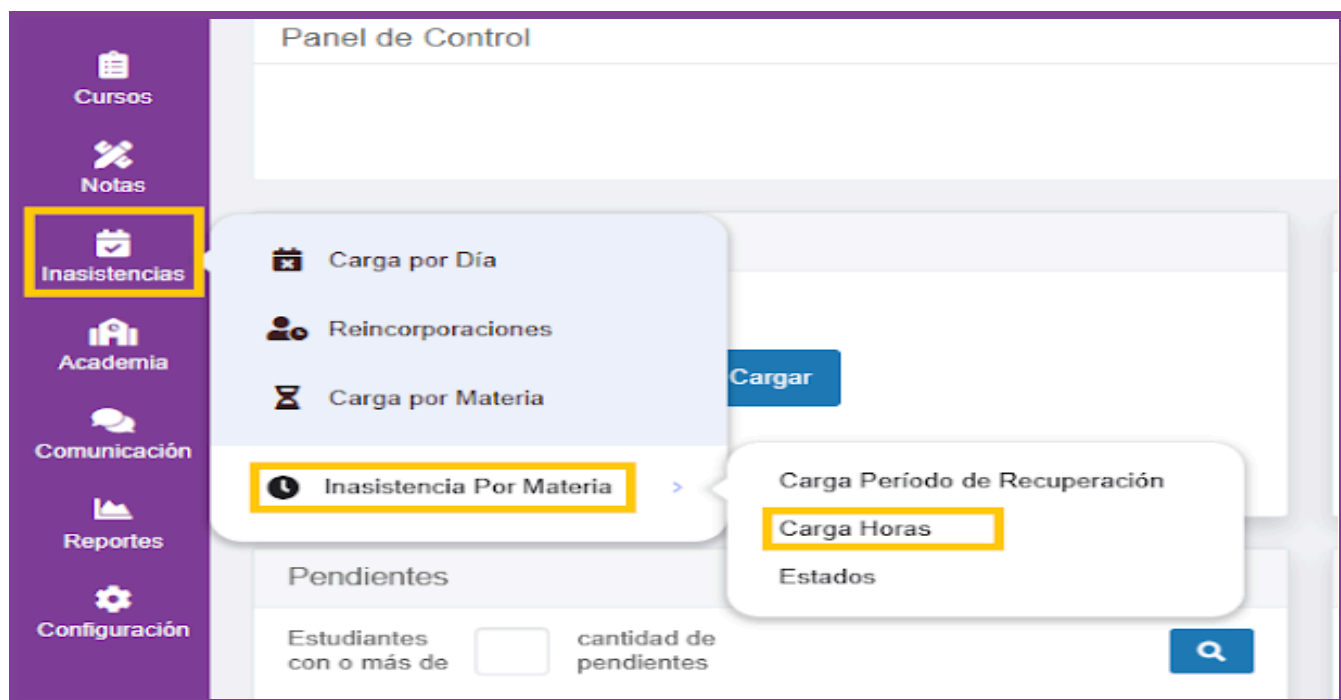 Panel de Control
Cursos
Notas
Inasistencias
Academia
Comunicación
Reportes
Configuración
Carga por Día
Reincorporaciones
Carga por Materia
Inasistencia Por Materia >
Cargar
Carga Período de Recuperación
Carga Horas
Estados
Pendientes
Estudiantes
con o más de
cantidad de
pendientes